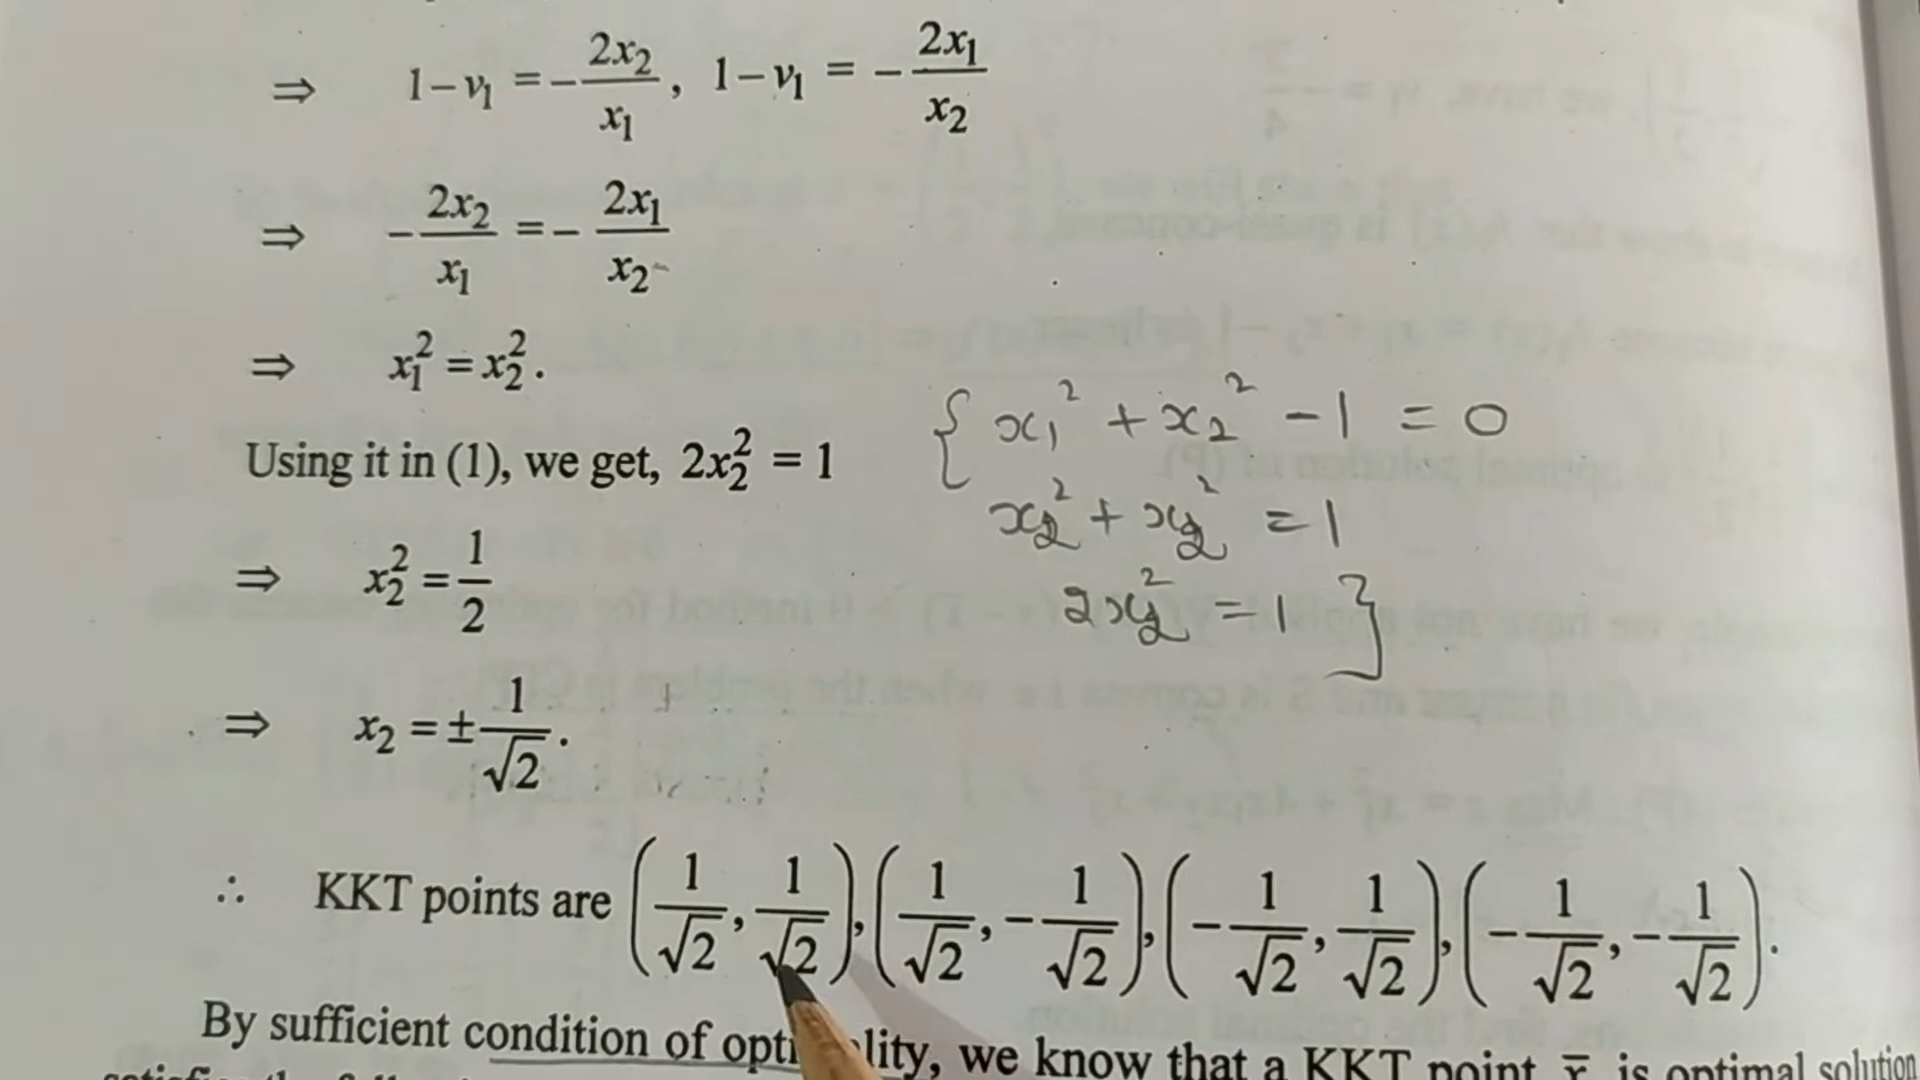 ⇒ 1−v₁ = −2x₂/x₁, 1−v₁ = −2x₁/x₂
⇒ −2x₂/x₁ = −2x₁/x₂
⇒ x₁² = x₂².
{ x₁² + x₂² − 1 = 0
Using it in (1), we get, 2x₂² = 1
x₂² + x₂² = 1
⇒ x₂² = 1/2
2x₂² = 1 }
⇒ x₂ = ± 1/√2.
∴ KKT points are (1/√2, 1/√2), (1/√2, −1/√2), (−1/√2, 1/√2), (−1/√2, −1/√2).
By sufficient condition of optimality, we know that a KKT point x̄ is optimal solution